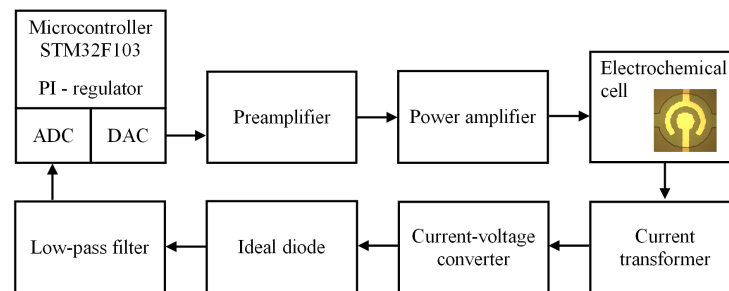 Microcontroller
STM32F103
PI - regulator
ADC
DAC
Preamplifier
Power amplifier
Electrochemical
cell
Low-pass filter
Ideal diode
Current-voltage
converter
Current
transformer